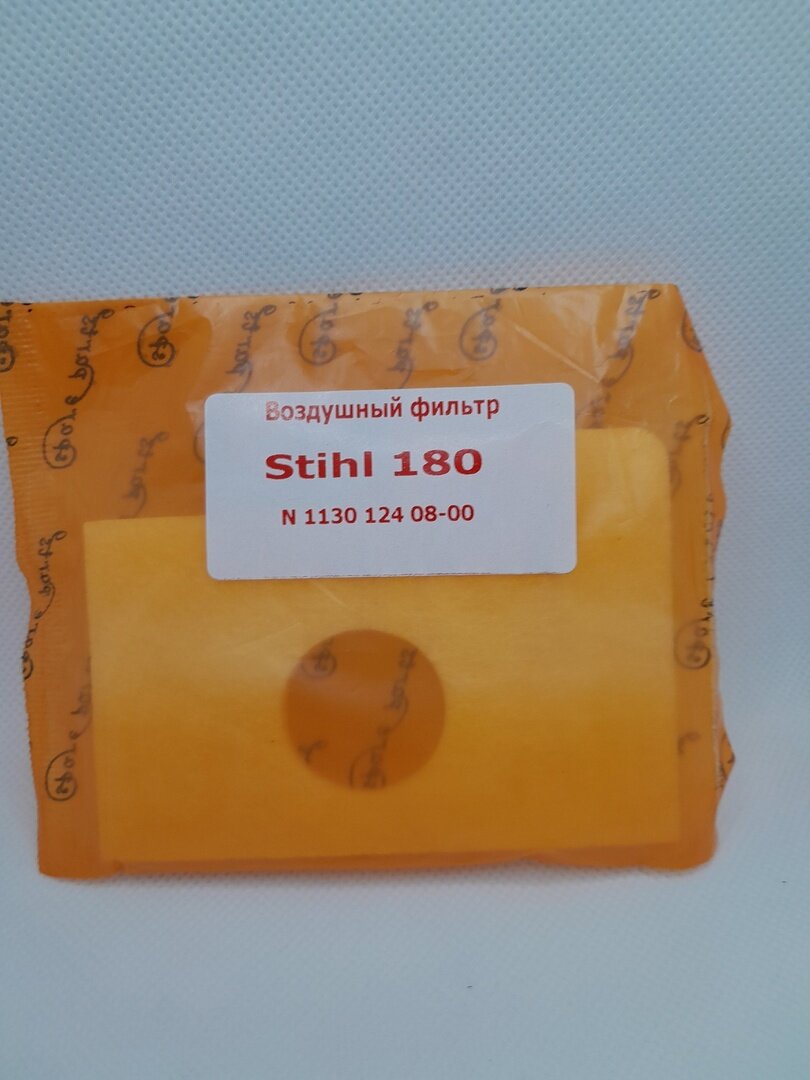 Воздушный фильтр
Stihl 180
N 1130 124 08-00